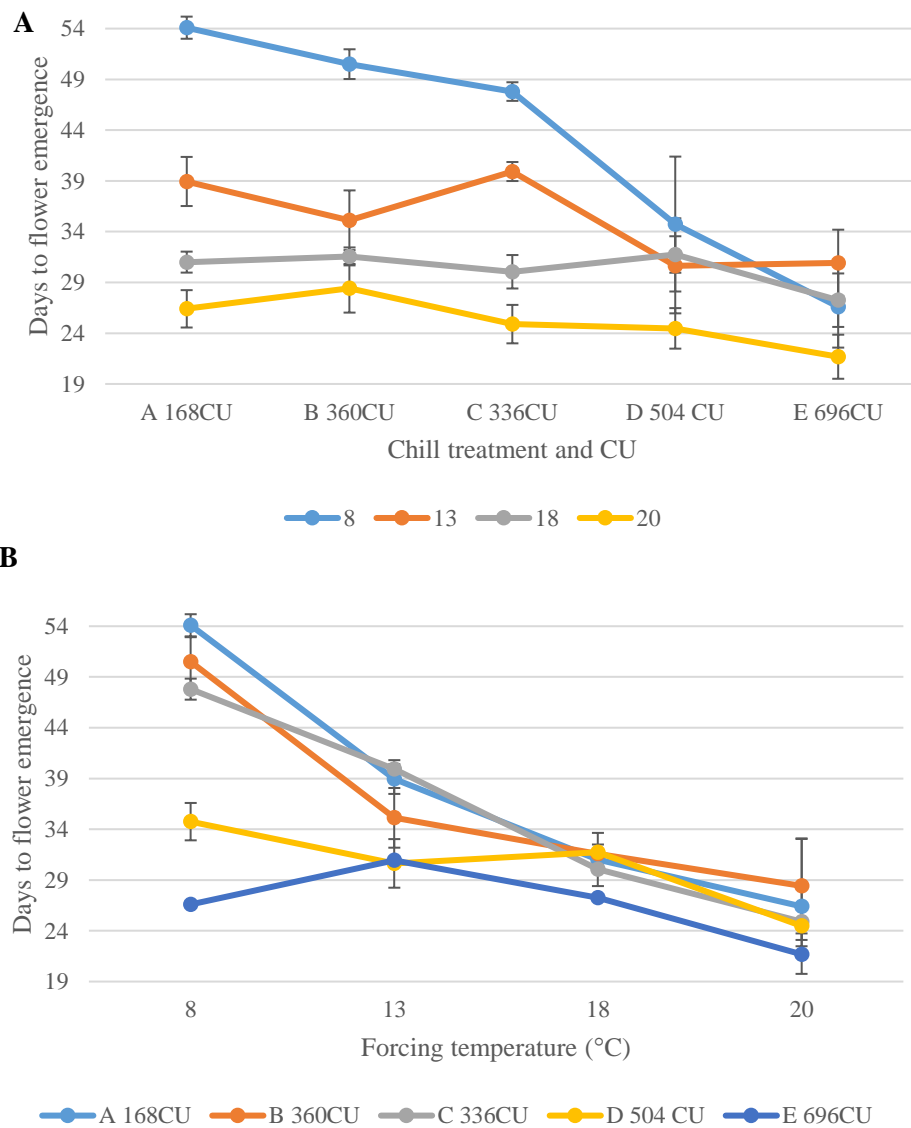 A
Days to flower emergence
54
49
44
39
34
29
24
19
A 168CU B 360CU C 336CU D 504 CU E 696CU
Chill treatment and CU
8 13 18 20
B
Days to flower emergence
54
49
44
39
34
29
24
19
8 13 18 20
Forcing temperature (°C)
A 168CU B 360CU C 336CU D 504 CU E 696CU